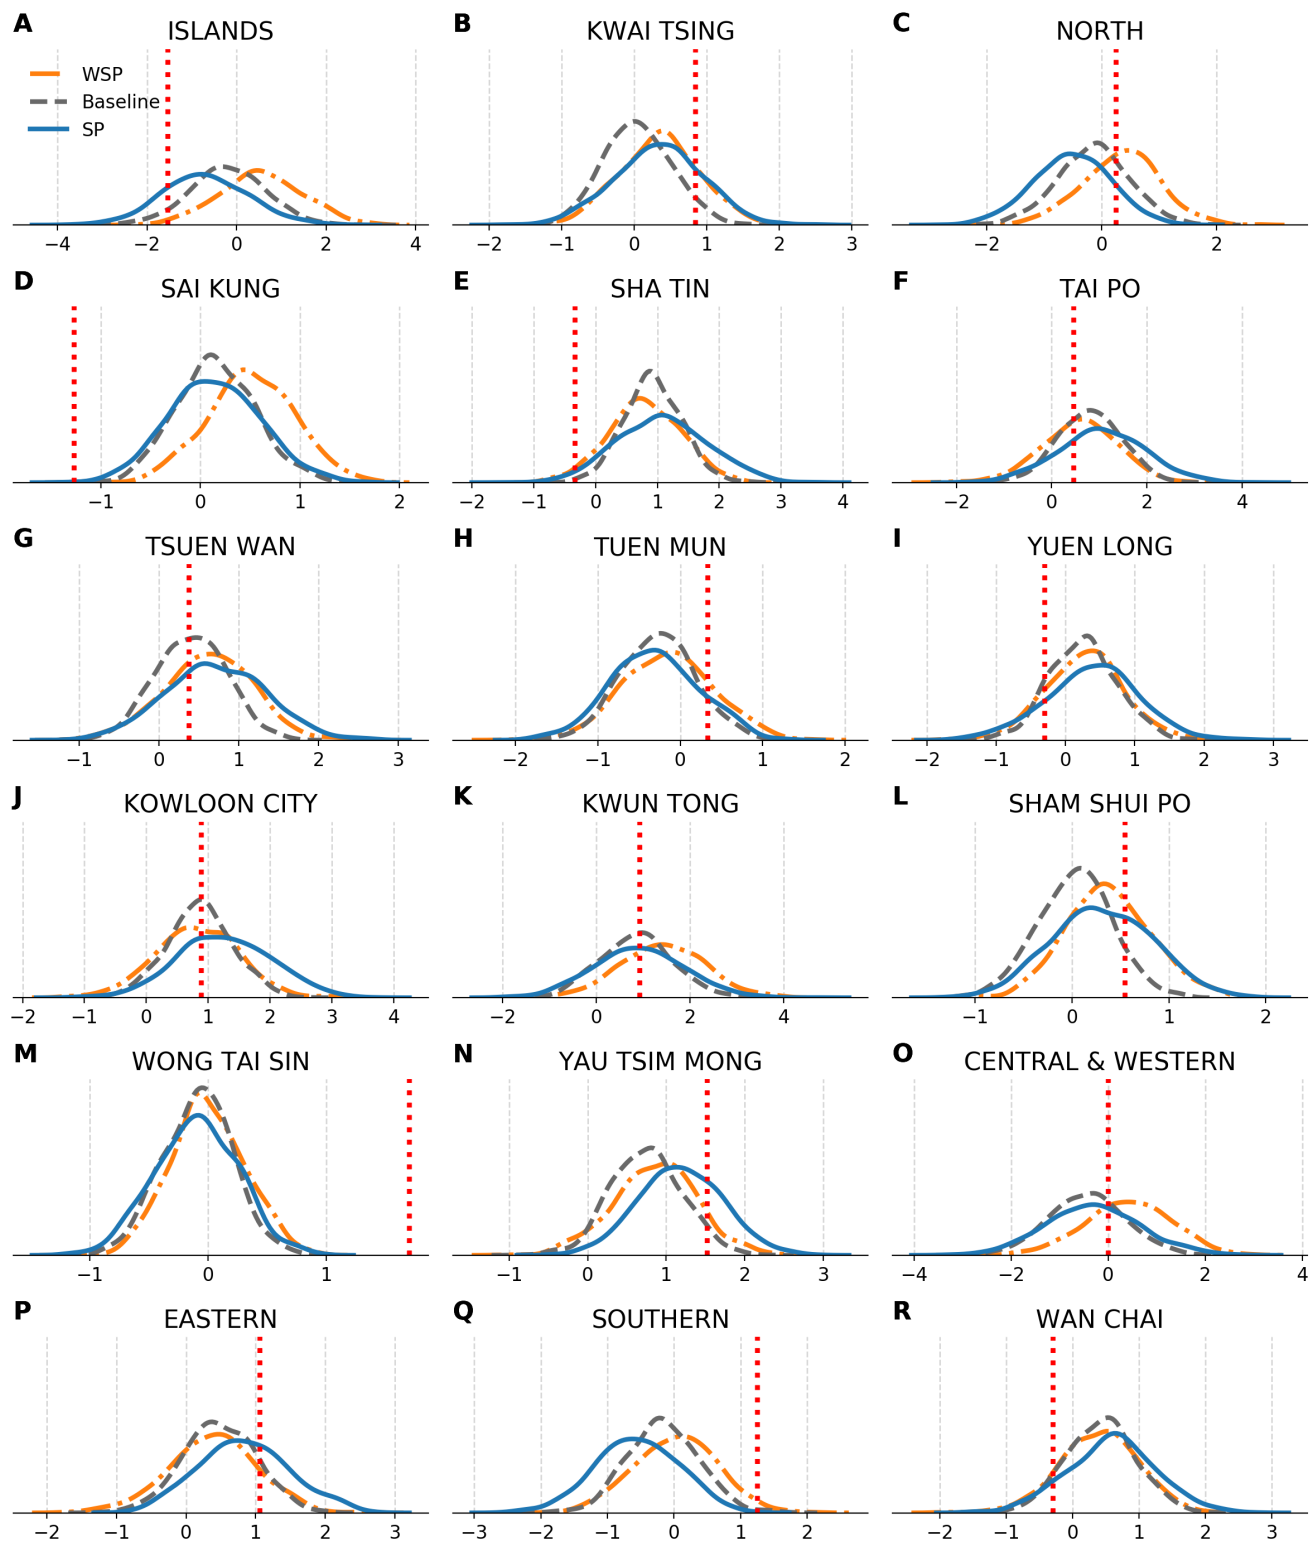 A ISLANDS
B KWAI TSING
C NORTH
WSP
Baseline
SP
−4 −2 0 2 4
−2 −1 0 1 2 3
−2 0 2
D SAI KUNG
E SHA TIN
F TAI PO
−1 0 1 2
−2 −1 0 1 2 3 4
−2 0 2 4
G TSUEN WAN
H TUEN MUN
I YUEN LONG
−1 0 1 2 3
−2 −1 0 1 2
−2 −1 0 1 2 3
J KOWLOON CITY
K KWUN TONG
L SHAM SHUI PO
−2 −1 0 1 2 3 4
−2 0 2 4
−1 0 1 2
M WONG TAI SIN
N YAU TSIM MONG
O CENTRAL & WESTERN
−1 0 1
−1 0 1 2 3
−4 −2 0 2 4
P EASTERN
Q SOUTHERN
R WAN CHAI
−2 −1 0 1 2 3
−3 −2 −1 0 1 2
−2 −1 0 1 2 3